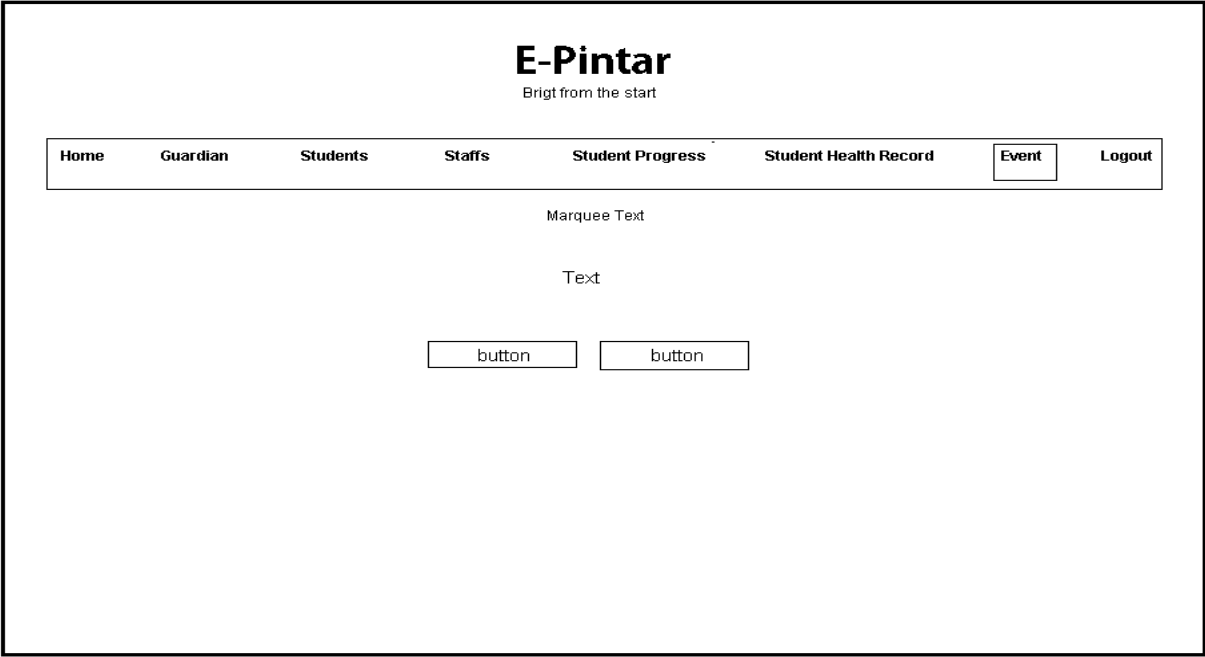 E-Pintar
Brigt from the start
Home Guardian Students Staffs Student Progress Student Health Record Event Logout
Marquee Text
Text
button button